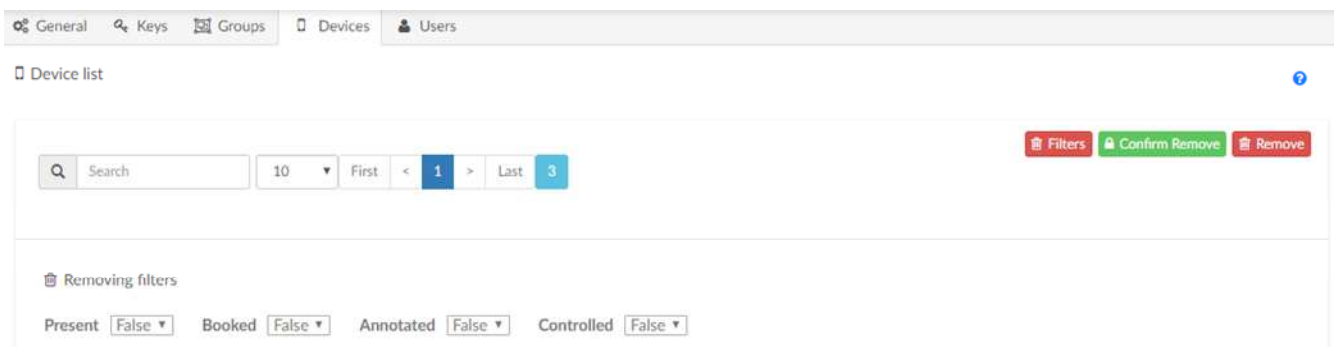 General Keys Groups Devices Users
Device list
Filters Confirm Remove Remove
Search 10 First < 1 > Last 3
Removing filters
Present False Booked False Annotated False Controlled False